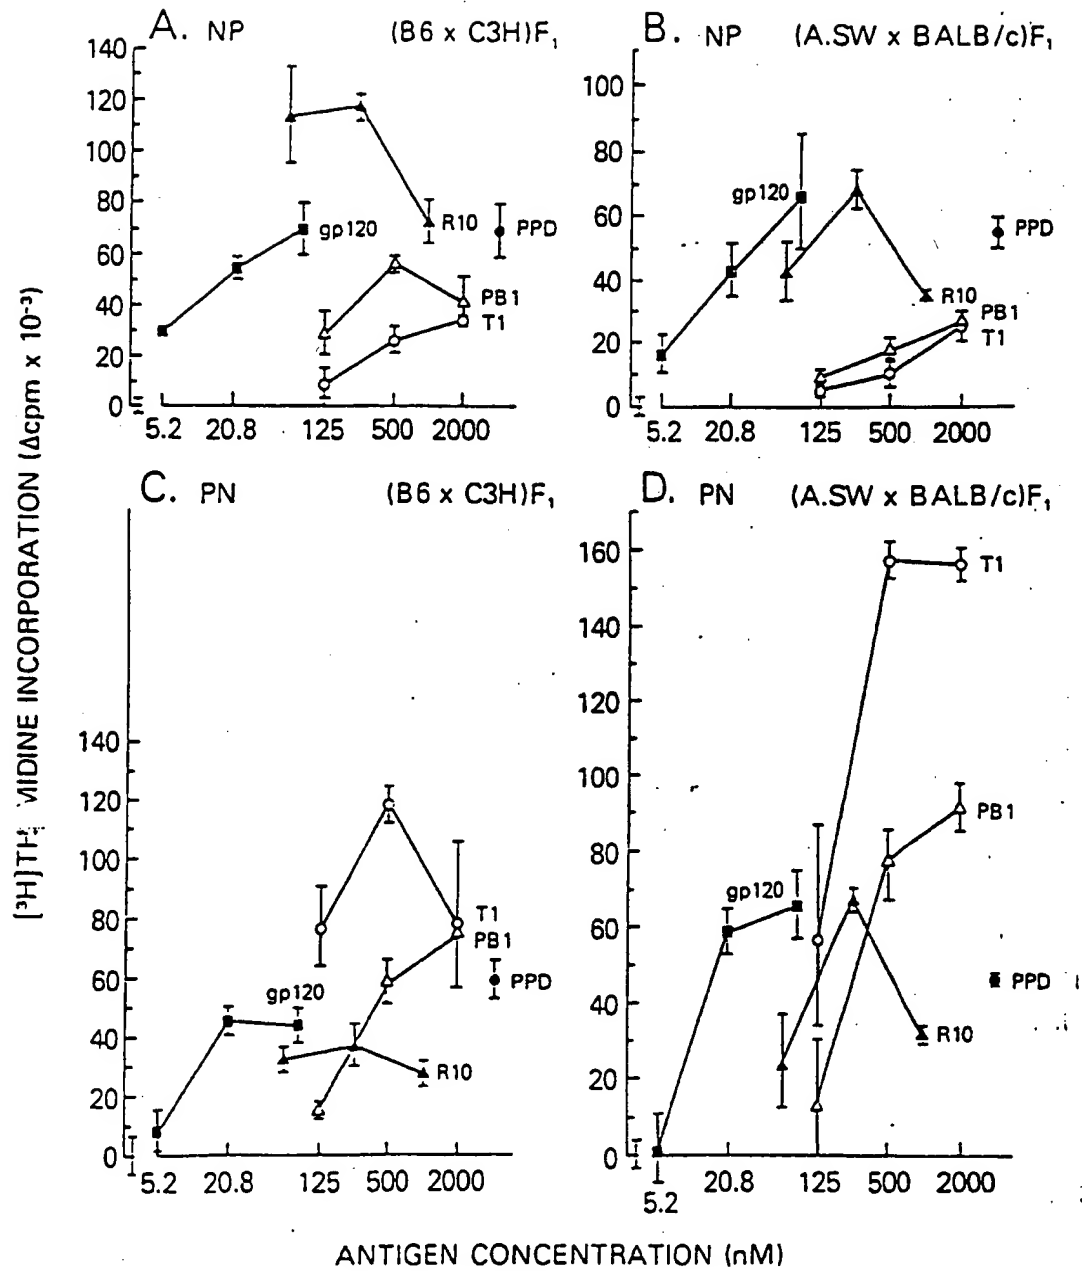 A. NP (B6 x C3H)F₁
140
120
100
80
60
40
20
0
gp120
R10
PPD
PB1
T1
5.2 20.8 125 500 2000
B. NP (A.SW x BALB/c)F₁
100
80
60
40
20
0
gp120
PPD
R10
PB1
T1
5.2 20.8 125 500 2000
C. PN (B6 x C3H)F₁
140
120
100
80
60
40
20
0
T1
PB1
PPD
gp120
R10
5.2 20.8 125 500 2000
D. PN (A.SW x BALB/c)F₁
160
140
120
100
80
60
40
20
0
T1
PB1
gp120
PPD
R10
5.2 20.8 125 500 2000
[³H] MIDINE INCORPORATION (Δcpm x 10⁻³)
ANTIGEN CONCENTRATION (nM)